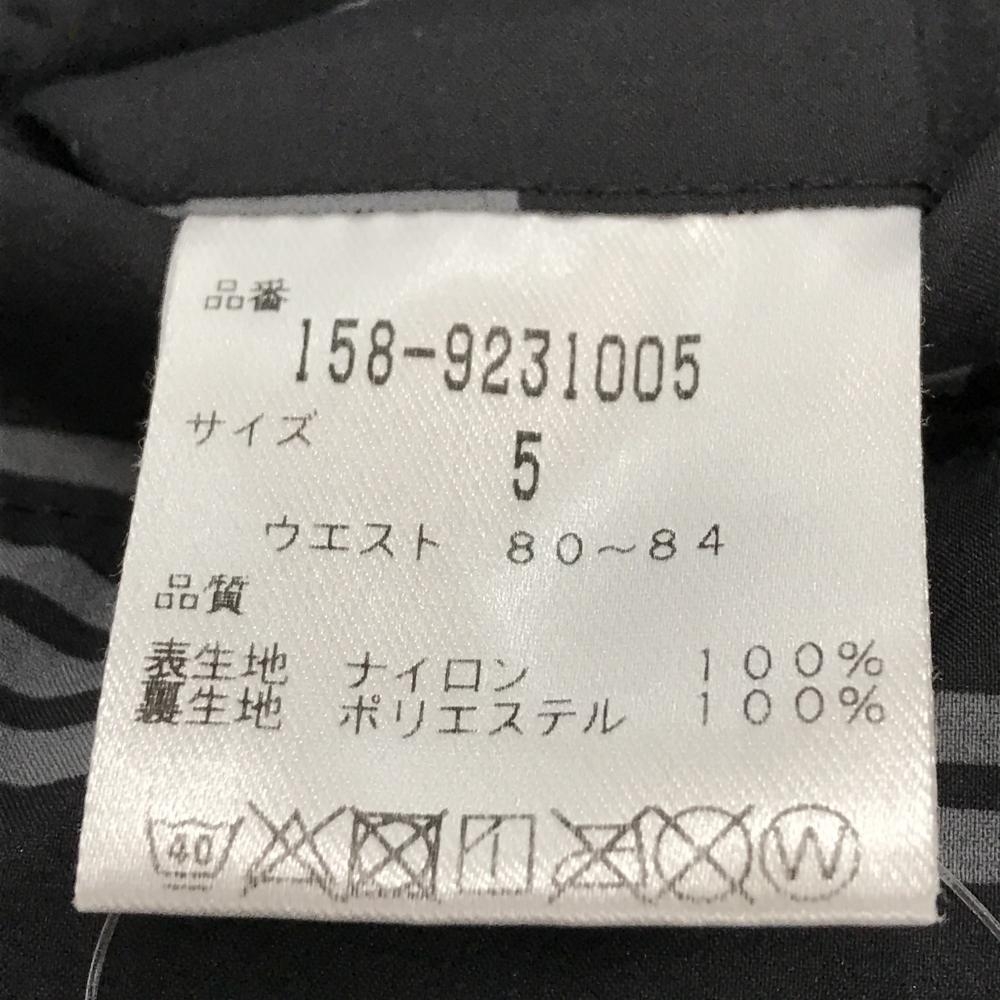 品番
158-9231005
サイズ
5
ウエスト 80~84
品質
表生地 ナイロン 100%
裏生地 ポリエステル 100%
40 W